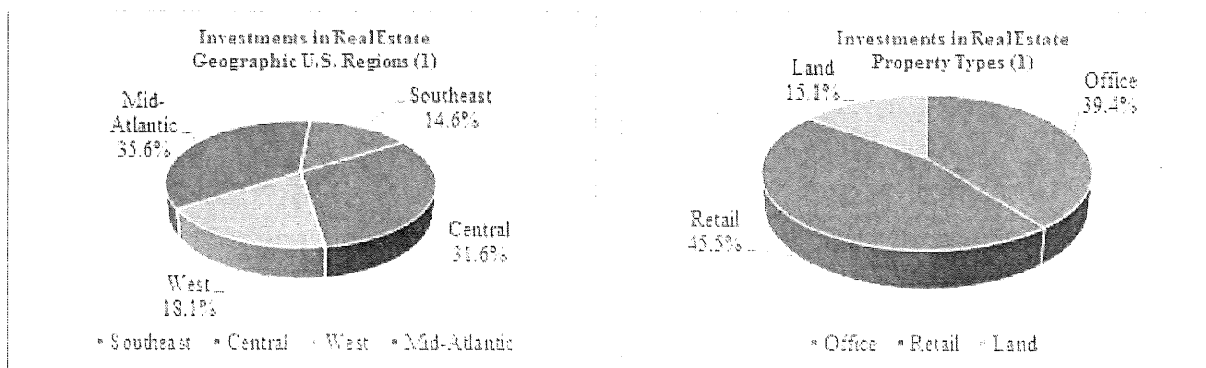 Investments in Real Estate
Geographic U.S. Regions (1)
Mid-
Atlantic
35.6%
Southeast
14.6%
Central
31.6%
West
18.1%
Southeast Central West Mid-Atlantic
Investments in Real Estate
Property Types (1)
Land
15.1%
Office
39.4%
Retail
45.5%
Office Retail Land